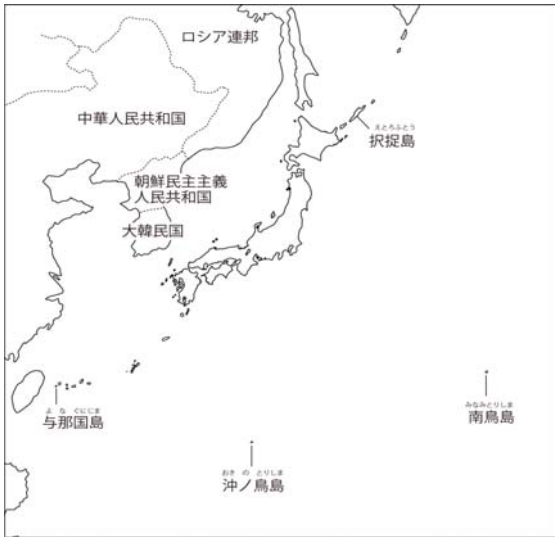 ロシア連邦
中華人民共和国
えとろふとう
択捉島
朝鮮民主主義
人民共和国
大韓民国
みなみとりしま
南鳥島
よなぐにじま
与那国島
おきのとりしま
沖ノ鳥島